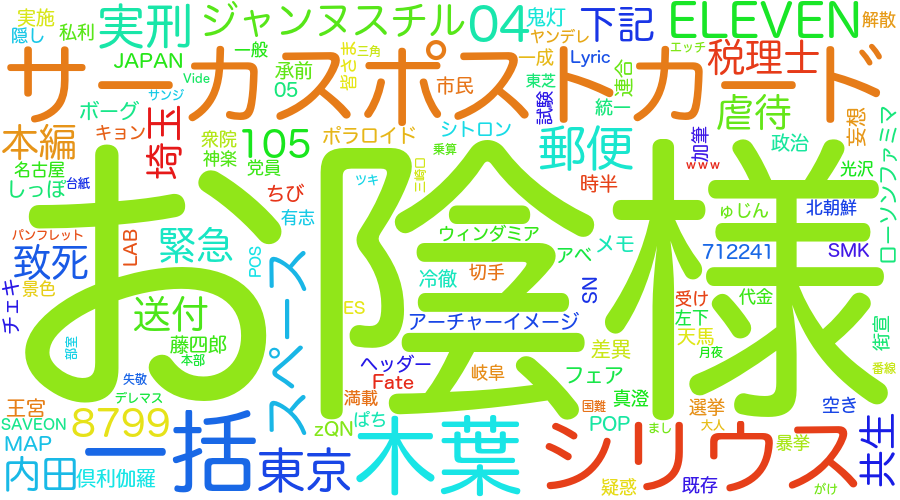 実施
隠し
私利
実刑
ジャンヌスチル
04
鬼灯
ヤンデレ
下記
ELEVEN
解散
JAPAN
一般
皆さま
三角
一成
Lyric
エッチ
税理士
サーカスポストカード
Vide
サンジ
承前
05
東芝
市民
試験
連合
統一
虐待
妄想
ローソンファミマ
ボーグ
本編
キョン
埼玉
衆院
神楽
105
ポラロイド
シトロン
乗算
郵便
加筆
www
政治
光沢
名古屋
しっぽ
台紙
党員
ちび
ツキ
三崎口
時半
お陰様
有志
ゅじん
北朝鮮
パンフレット
LAB
緊急
POS
スペース
ウィンダミア
アベ
メモ
712241
SMK
致死
チェキ
景色
送付
冷徹
切手
SN
受け
左下
代金
ES
アーチャーイメージ
天馬
月夜
街宣
部室
藤四郎
本部
差異
番線
失敬
デレマス
ヘッダー
Fate
岐阜
フェア
真澄
王宮
SAVEON
MAP
8799
一括
満載
ぱち
zQN
木葉
国難
POP
選挙
大人
空き
共生
内田
倶利伽羅
東京
シリウス
まし
疑惑
既存
暴挙
がけ